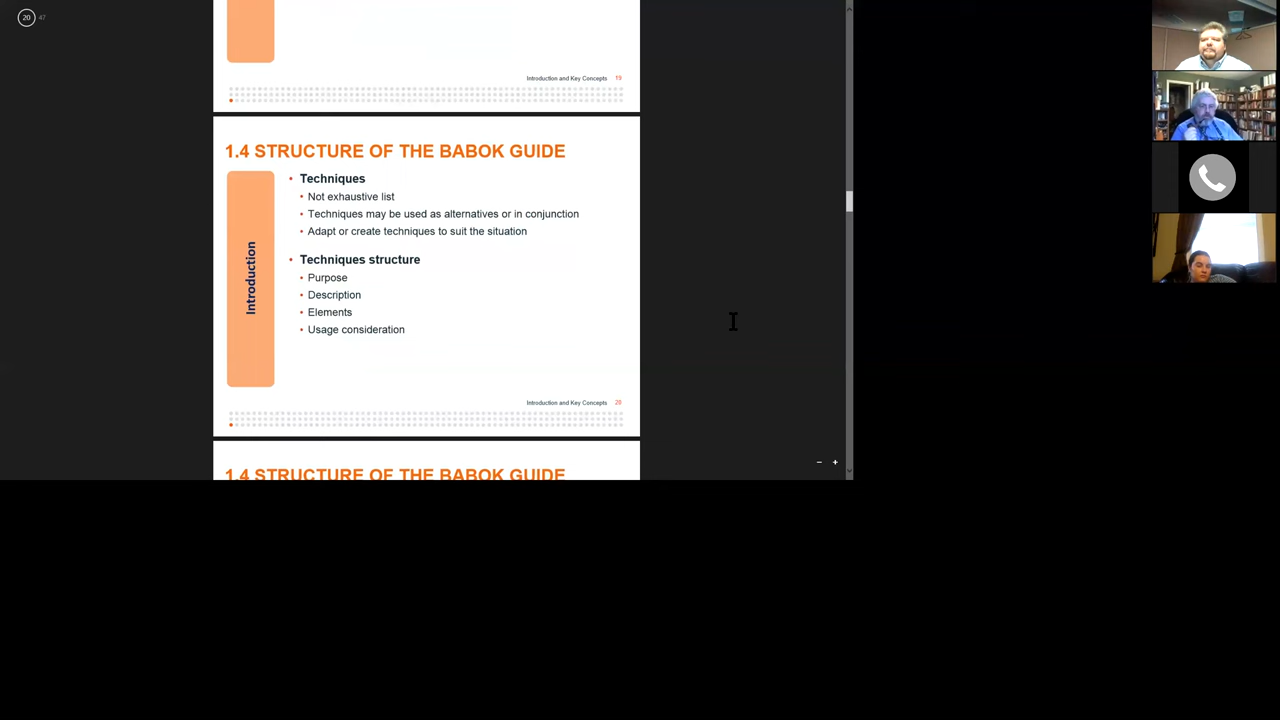 20 47
Introduction and Key Concepts 19
1.4 STRUCTURE OF THE BABOK GUIDE
Introduction
• Techniques
• Not exhaustive list
• Techniques may be used as alternatives or in conjunction
• Adapt or create techniques to suit the situation
• Techniques structure
• Purpose
• Description
• Elements
• Usage consideration
Introduction and Key Concepts 20
1.4 STRUCTURE OF THE BABOK GUIDE